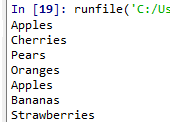 In [19]: runfile('C:/Us
Apples
Cherries
Pears
Oranges
Apples
Bananas
Strawberries